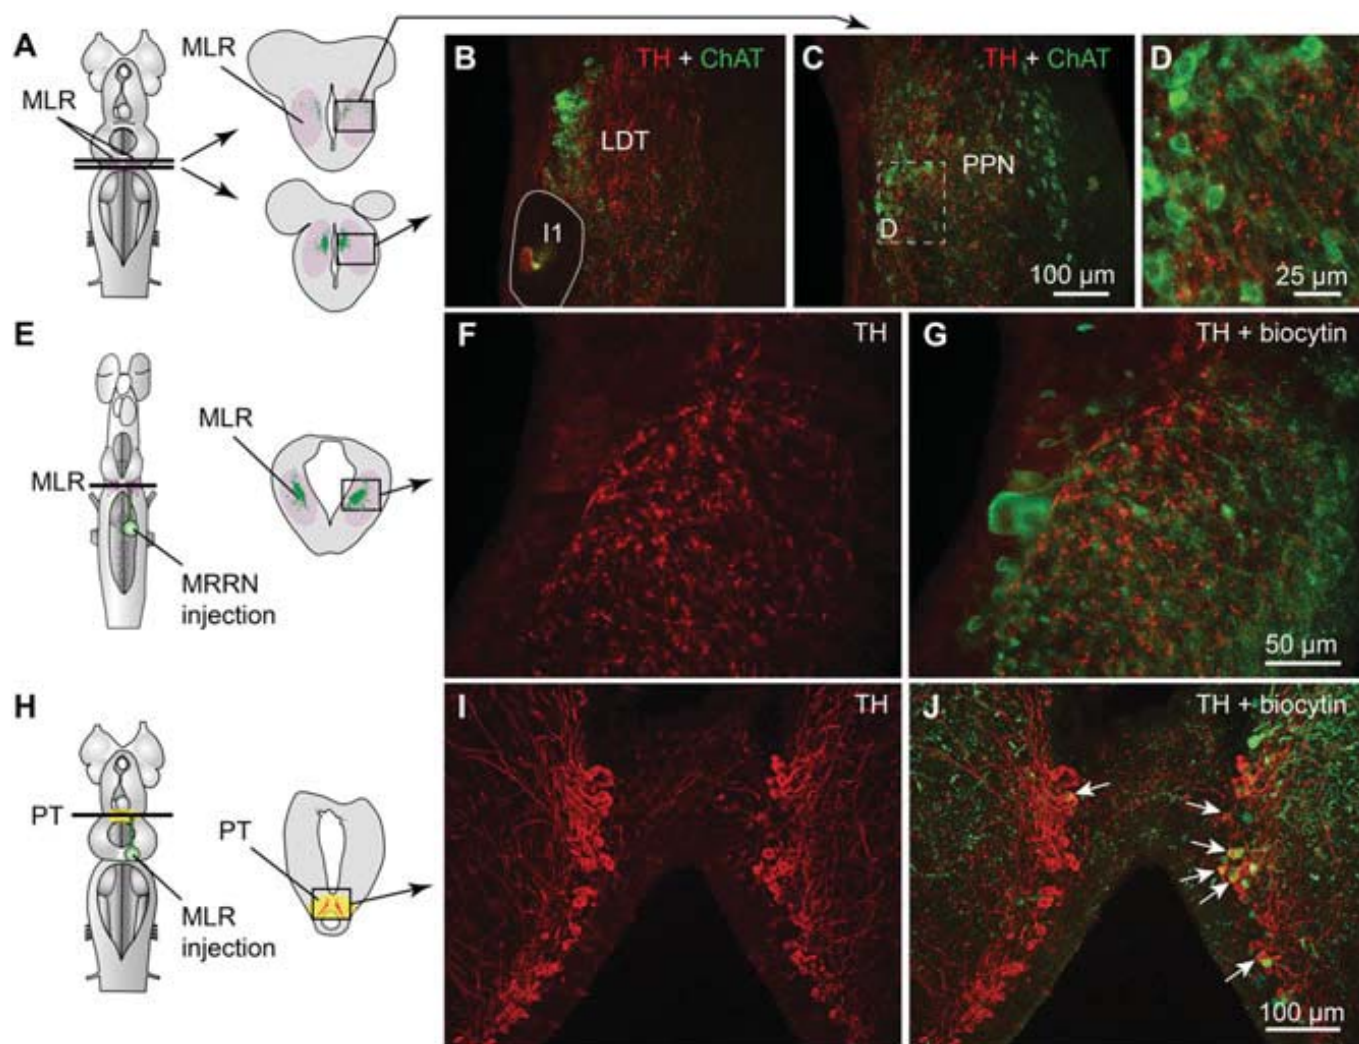 A
MLR
MLR
B
TH + ChAT
LDT
I1
C
TH + ChAT
PPN
D
100 µm
D
25 µm
E
MLR
MLR
MRRN
injection
F
TH
G
TH + biocytin
50 µm
H
PT
PT
MLR
injection
I
TH
J
TH + biocytin
100 µm